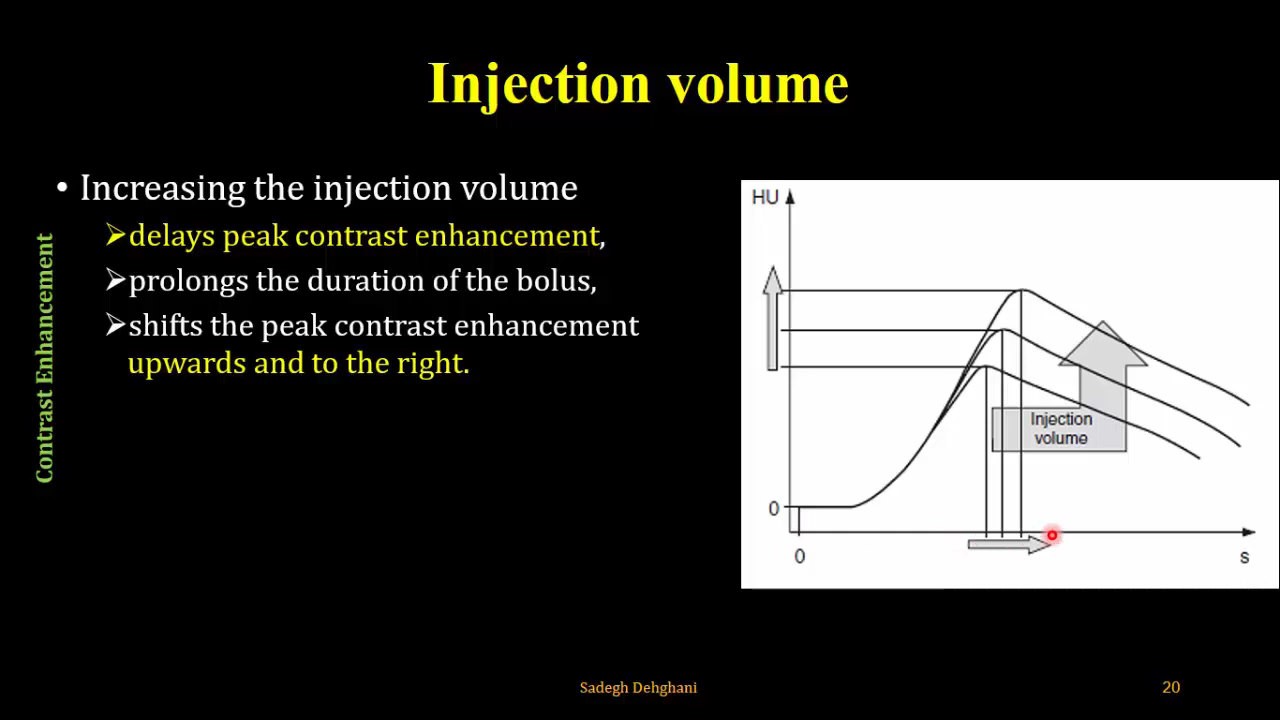 Injection volume
Contrast Enhancement
• Increasing the injection volume
➢delays peak contrast enhancement,
➢prolongs the duration of the bolus,
➢shifts the peak contrast enhancement
upwards and to the right.
HU
Injection
volume
0
0
s
Sadegh Dehghani
20